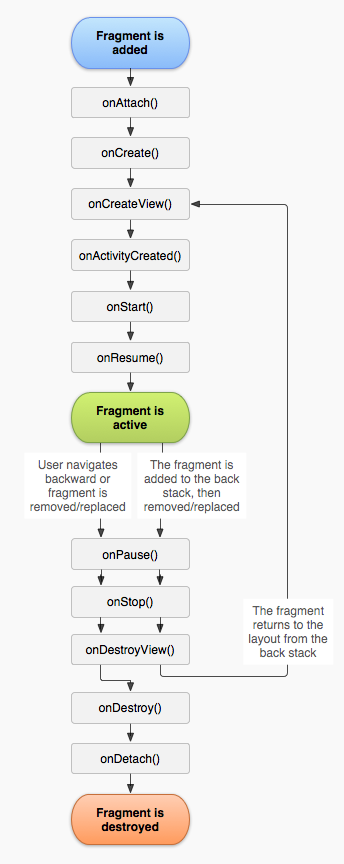 Fragment is
added
onAttach()
onCreate()
onCreateView()
onActivityCreated()
onStart()
onResume()
Fragment is
active
User navigates
backward or
fragment is
removed/replaced
The fragment is
added to the back
stack, then
removed/replaced
onPause()
onStop()
onDestroyView()
The fragment
returns to the
layout from the
back stack
onDestroy()
onDetach()
Fragment is
destroyed